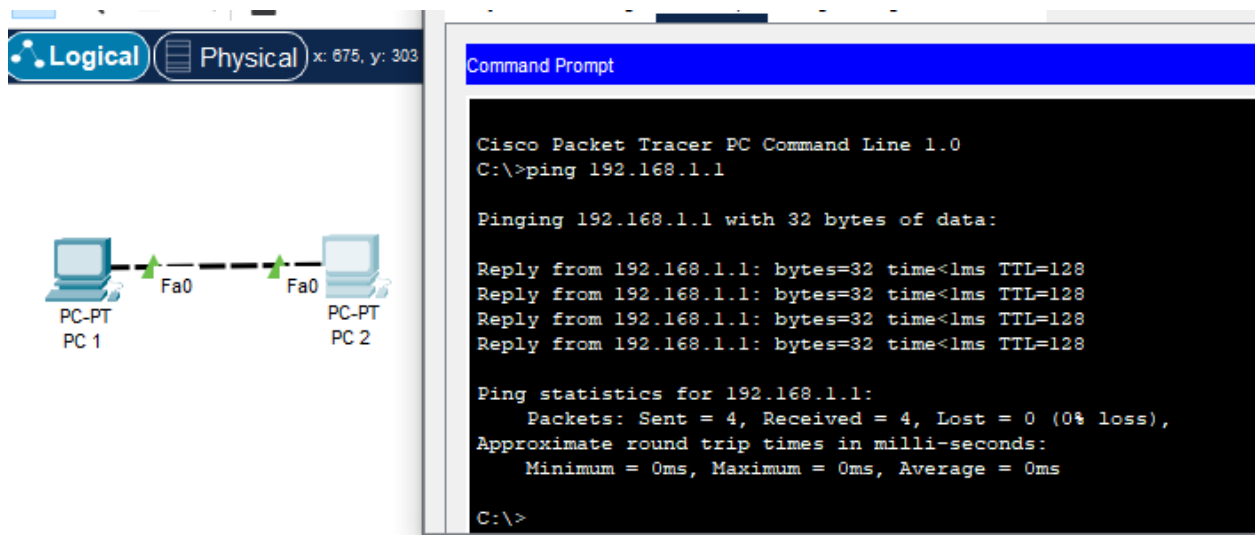 Logical
Physical
x: 675, y: 303
Fa0
Fa0
PC-PT
PC 1
PC-PT
PC 2
Command Prompt
Cisco Packet Tracer PC Command Line 1.0
C:\>ping 192.168.1.1
Pinging 192.168.1.1 with 32 bytes of data:
Reply from 192.168.1.1: bytes=32 time<1ms TTL=128
Reply from 192.168.1.1: bytes=32 time<1ms TTL=128
Reply from 192.168.1.1: bytes=32 time<1ms TTL=128
Reply from 192.168.1.1: bytes=32 time<1ms TTL=128
Ping statistics for 192.168.1.1:
Packets: Sent = 4, Received = 4, Lost = 0 (0% loss),
Approximate round trip times in milli-seconds:
Minimum = 0ms, Maximum = 0ms, Average = 0ms
C:\>